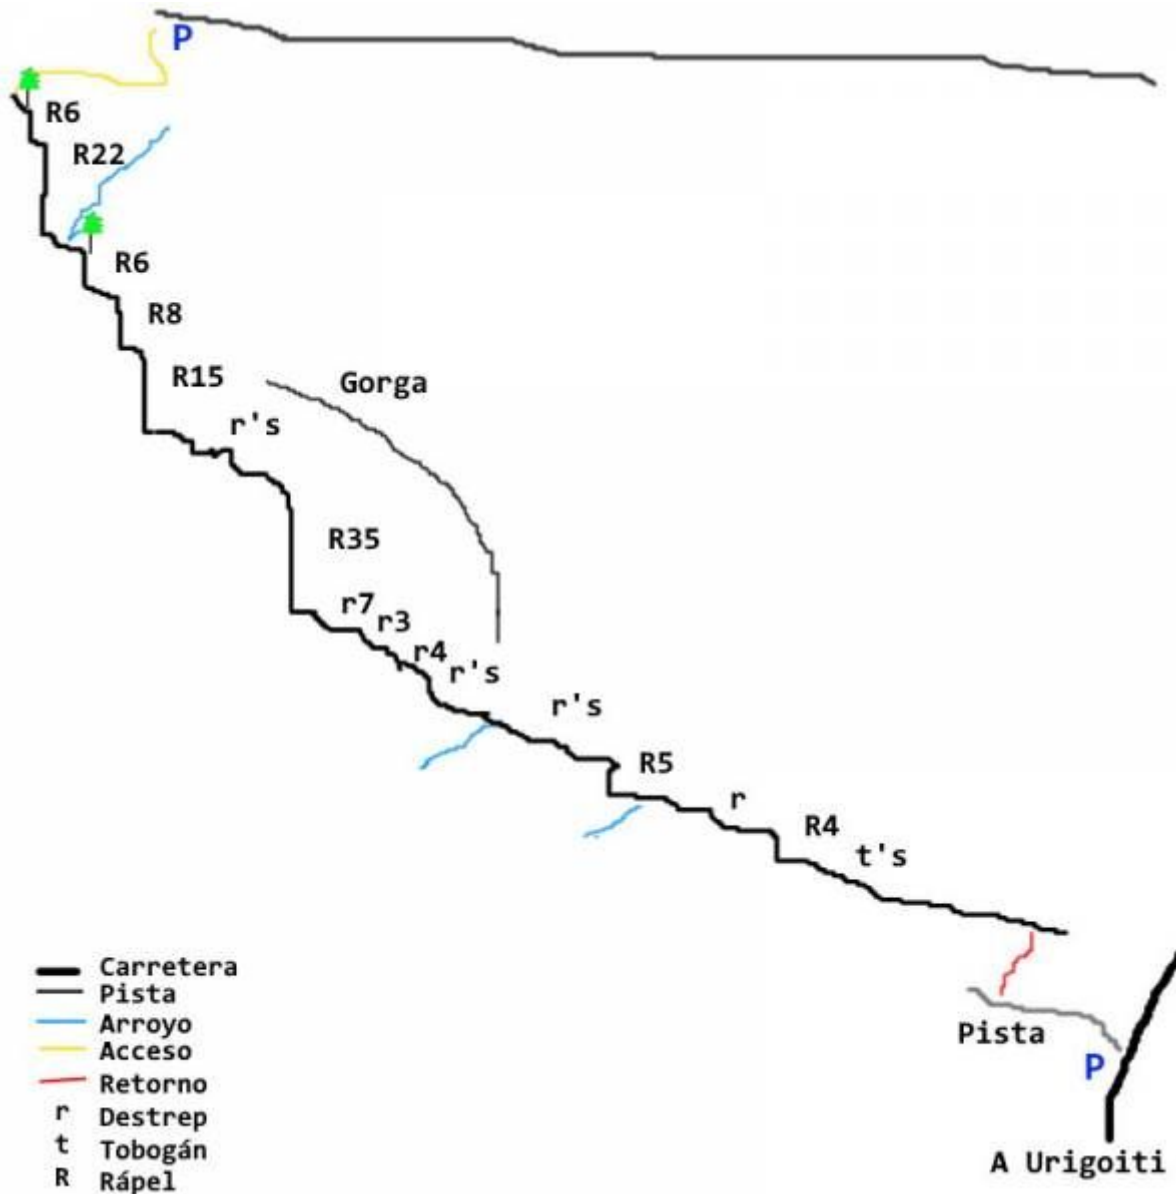 P
R6
R22
R6
R8
R15
Gorga
r's
R35
r7
r3
r4
r's
r's
R5
r
R4
t's
Carretera
Pista
Arroyo
Acceso
Retorno
r Destrep
t Tobogán
R Rápel
Pista
P
A Urigoiti